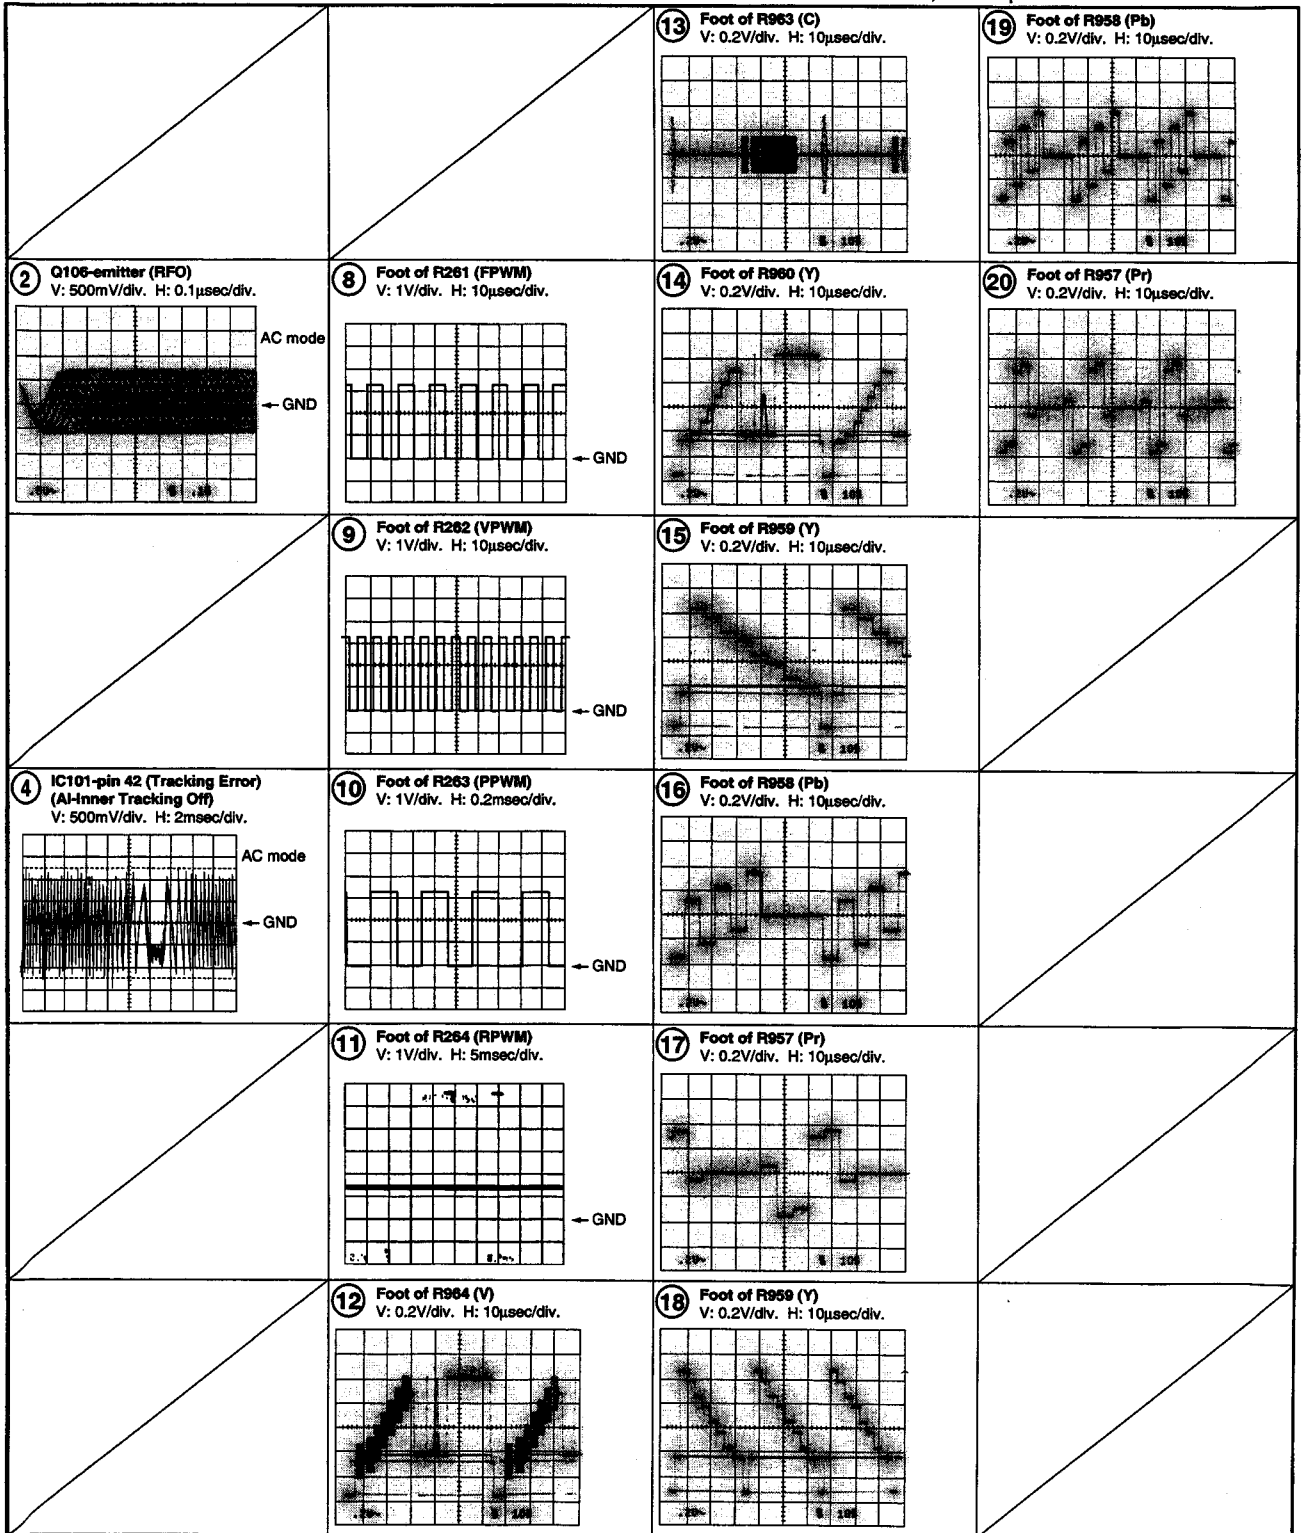 13 Foot of R963 (C)
V: 0.2V/div. H: 10µsec/div.
19 Foot of R958 (Pb)
V: 0.2V/div. H: 10µsec/div.
2 Q106-emitter (RFO)
V: 500mV/div. H: 0.1µsec/div.
AC mode
← GND
8 Foot of R261 (FPWM)
V: 1V/div. H: 10µsec/div.
← GND
14 Foot of R960 (Y)
V: 0.2V/div. H: 10µsec/div.
20 Foot of R957 (Pr)
V: 0.2V/div. H: 10µsec/div.
9 Foot of R262 (VPWM)
V: 1V/div. H: 10µsec/div.
← GND
15 Foot of R959 (Y)
V: 0.2V/div. H: 10µsec/div.
4 IC101-pin 42 (Tracking Error)
(Al-Inner Tracking Off)
V: 500mV/div. H: 2msec/div.
AC mode
← GND
10 Foot of R263 (PPWM)
V: 1V/div. H: 0.2msec/div.
← GND
16 Foot of R958 (Pb)
V: 0.2V/div. H: 10µsec/div.
11 Foot of R264 (RPWM)
V: 1V/div. H: 5msec/div.
← GND
17 Foot of R957 (Pr)
V: 0.2V/div. H: 10µsec/div.
12 Foot of R964 (V)
V: 0.2V/div. H: 10µsec/div.
18 Foot of R959 (Y)
V: 0.2V/div. H: 10µsec/div.